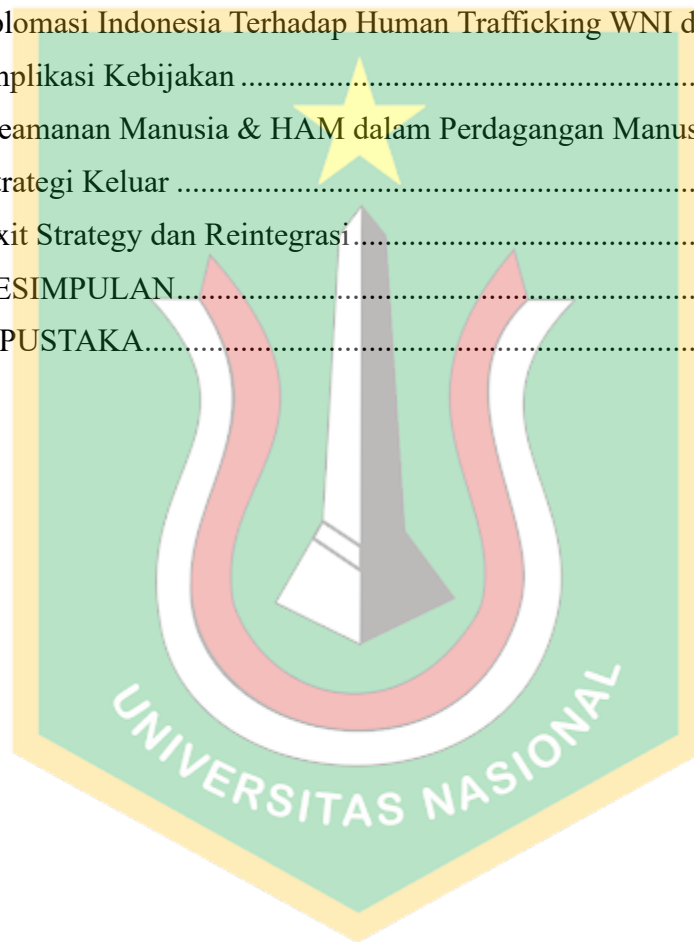 plomasi Indonesia Terhadap Human Trafficking WNI d
nplikasi Kebijakan ..........................................................
eamanan Manusia & HAM dalam Perdagangan Manus
trategi Keluar ..................................................................
xit Strategy dan Reintegrasi............................................
ESIMPULAN..................................................................
PUSTAKA......................................................................
UNIVERSITAS NASIONAL